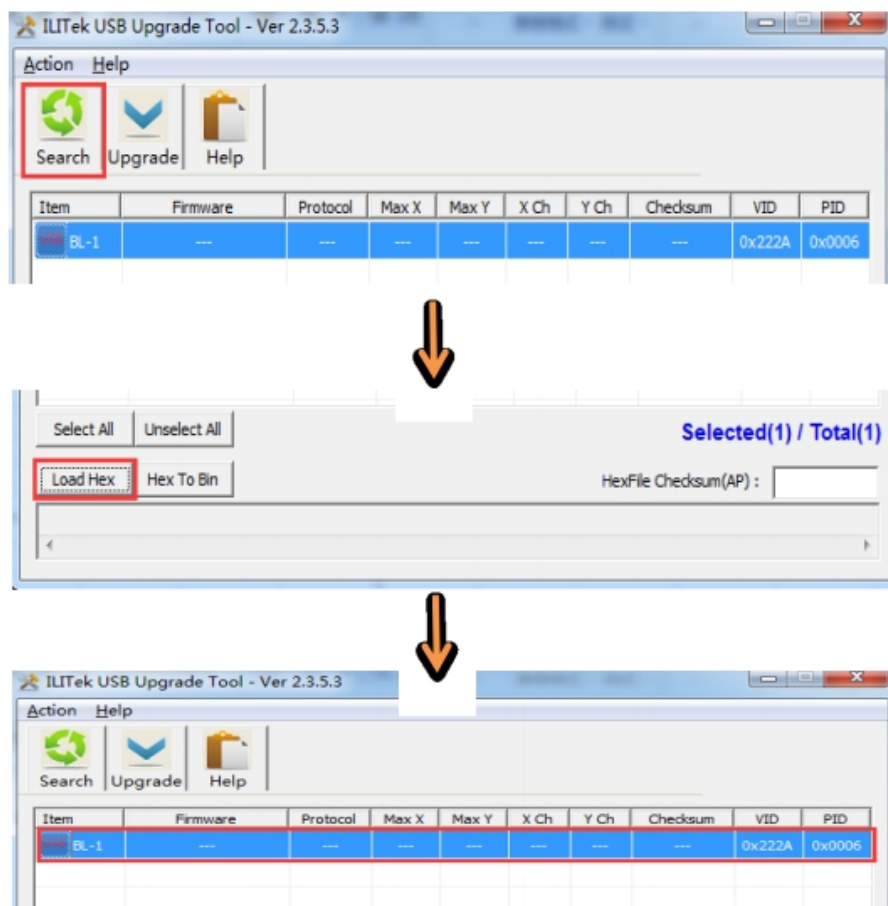 ILITek USB Upgrade Tool - Ver 2.3.5.3
Action Help
Search Upgrade Help
Item Firmware Protocol Max X Max Y X Ch Y Ch Checksum VID PID
BL-1 --- --- --- --- --- --- --- 0x222A 0x0006
Select All Unselect All Selected(1) / Total(1)
Load Hex Hex To Bin HexFile Checksum(AP) :
ILITek USB Upgrade Tool - Ver 2.3.5.3
Action Help
Search Upgrade Help
Item Firmware Protocol Max X Max Y X Ch Y Ch Checksum VID PID
BL-1 --- --- --- --- --- --- --- 0x222A 0x0006